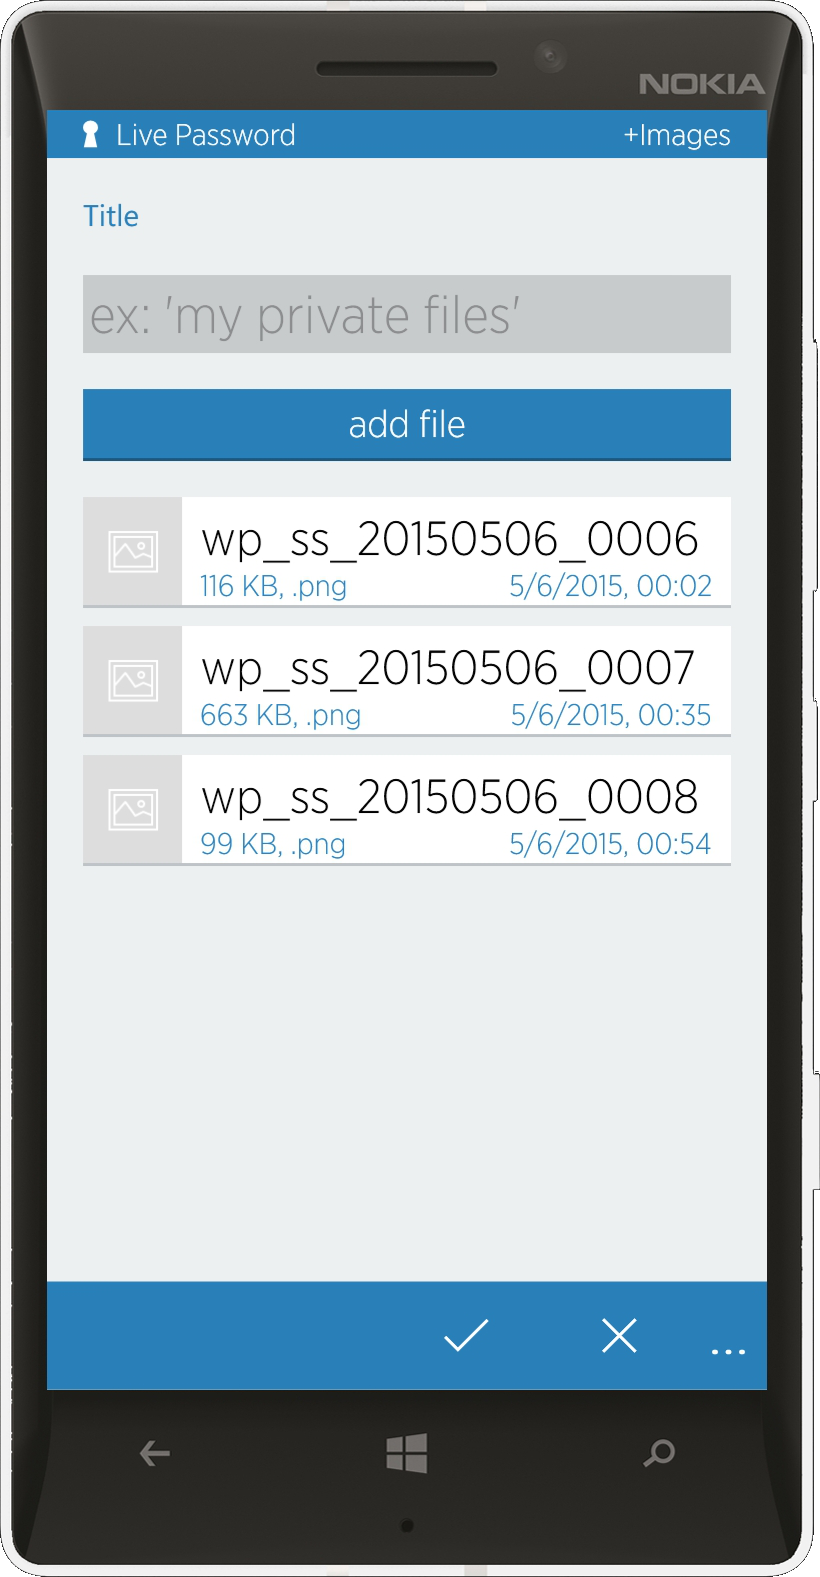 NOKIA
Live Password +Images
Title
ex: 'my private files'
add file
wp_ss_20150506_0006
116 KB, .png 5/6/2015, 00:02
wp_ss_20150506_0007
663 KB, .png 5/6/2015, 00:35
wp_ss_20150506_0008
99 KB, .png 5/6/2015, 00:54
...